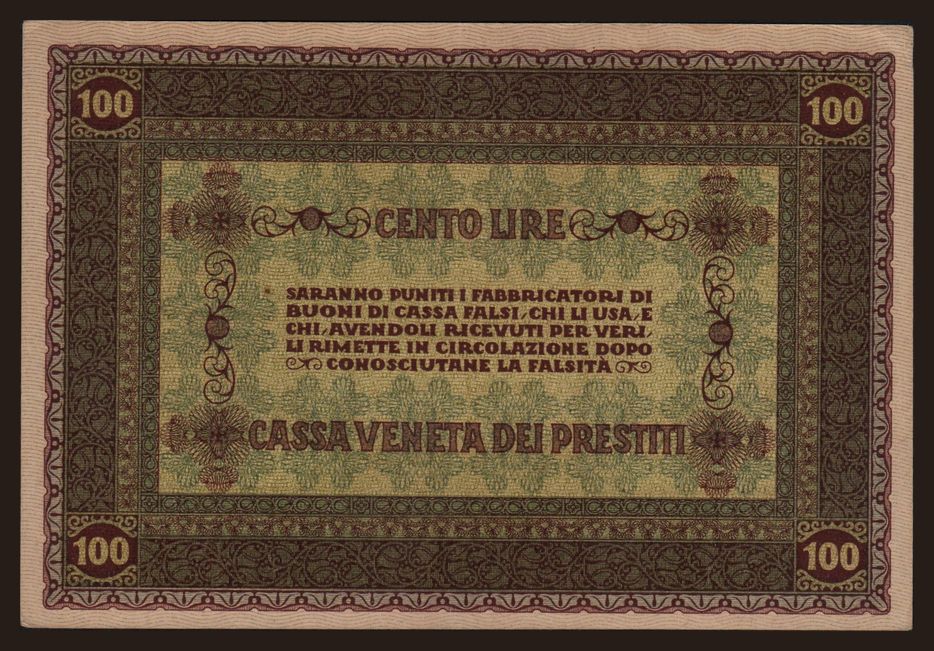 100 100
CENTO LIRE
SARANNO PUNITI I FABBRICATORI DI
BUONI DI CASSA FALSI, CHI LI USA, E
CHI, AVENDOLI RICEVUTI PER VERI,
LI RIMETTE IN CIRCOLAZIONE DOPO
CONOSCIUTANE LA FALSITÀ
CASSA VENETA DEI PRESTITI
100 100